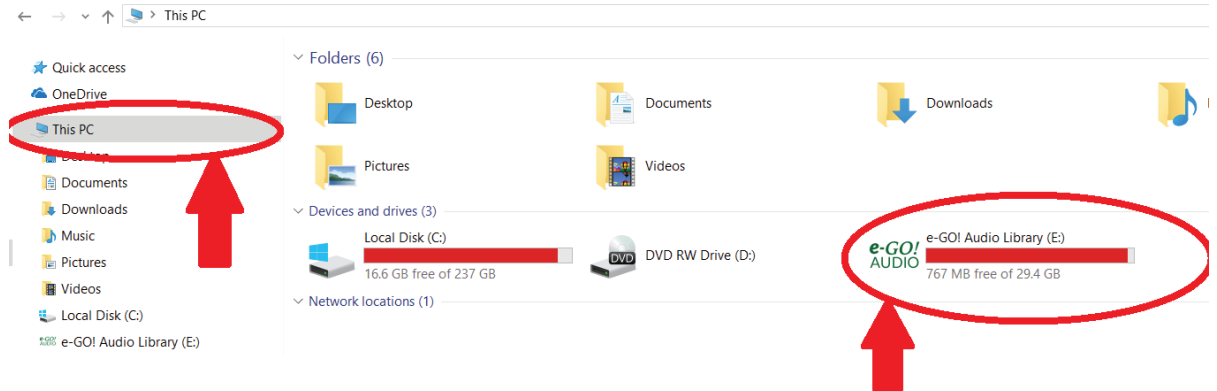 This PC
Quick access
OneDrive
This PC
Desktop
Documents
Downloads
Music
Pictures
Videos
Local Disk (C:)
e-GO! Audio Library (E:)
Folders (6)
Desktop
Documents
Downloads
Pictures
Videos
Devices and drives (3)
Local Disk (C:)
16.6 GB free of 237 GB
DVD
DVD RW Drive (D:)
e-GO!
AUDIO
e-GO! Audio Library (E:)
767 MB free of 29.4 GB
Network locations (1)